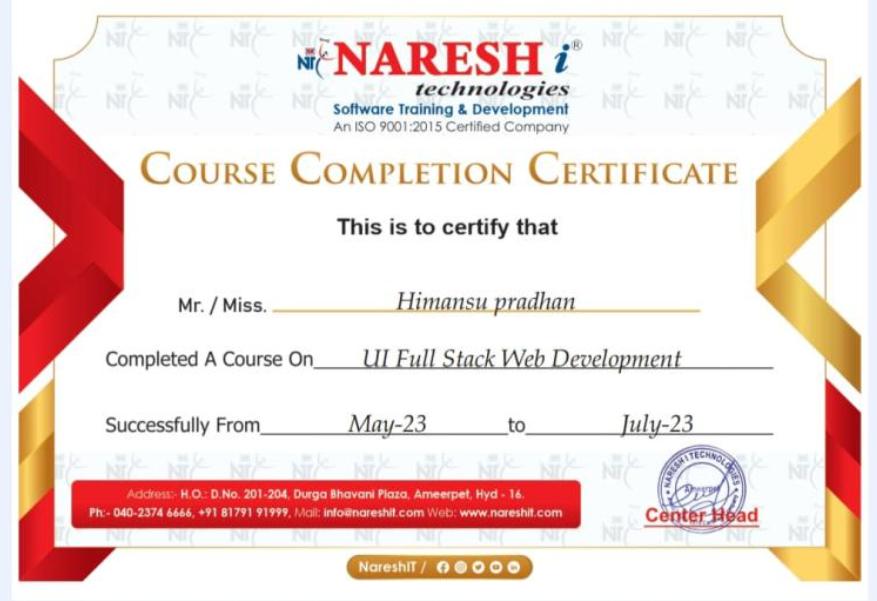 NARESH i®
technologies
Software Training & Development
An ISO 9001:2015 Certified Company
COURSE COMPLETION CERTIFICATE
This is to certify that
Mr. / Miss. Himansu pradhan
Completed A Course On UI Full Stack Web Development
Successfully From May-23 to July-23
NARESH I TECHNOLOGIES
Ameerpet
Center Head
Address:- H.O.: D.No. 201-204, Durga Bhavani Plaza, Ameerpet, Hyd - 16.
Ph:- 040-2374 6666, +91 81791 91999, Mail: info@nareshit.com Web: www.nareshit.com
NareshIT /